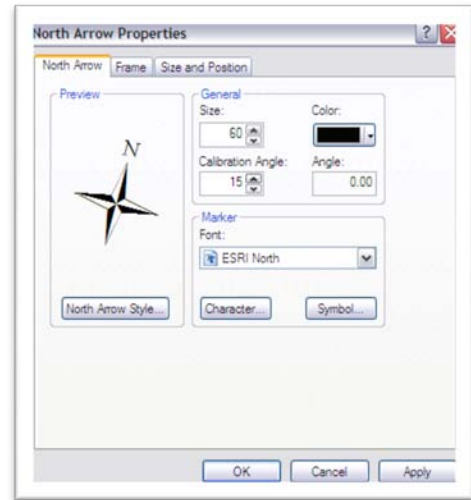 North Arrow Properties
?
North Arrow
Frame
Size and Position
Preview
N
North Arrow Style...
General
Size:
Color:
60
Calibration Angle:
Angle:
15
0.00
Marker
Font:
ESRI North
Character...
Symbol...
OK
Cancel
Apply